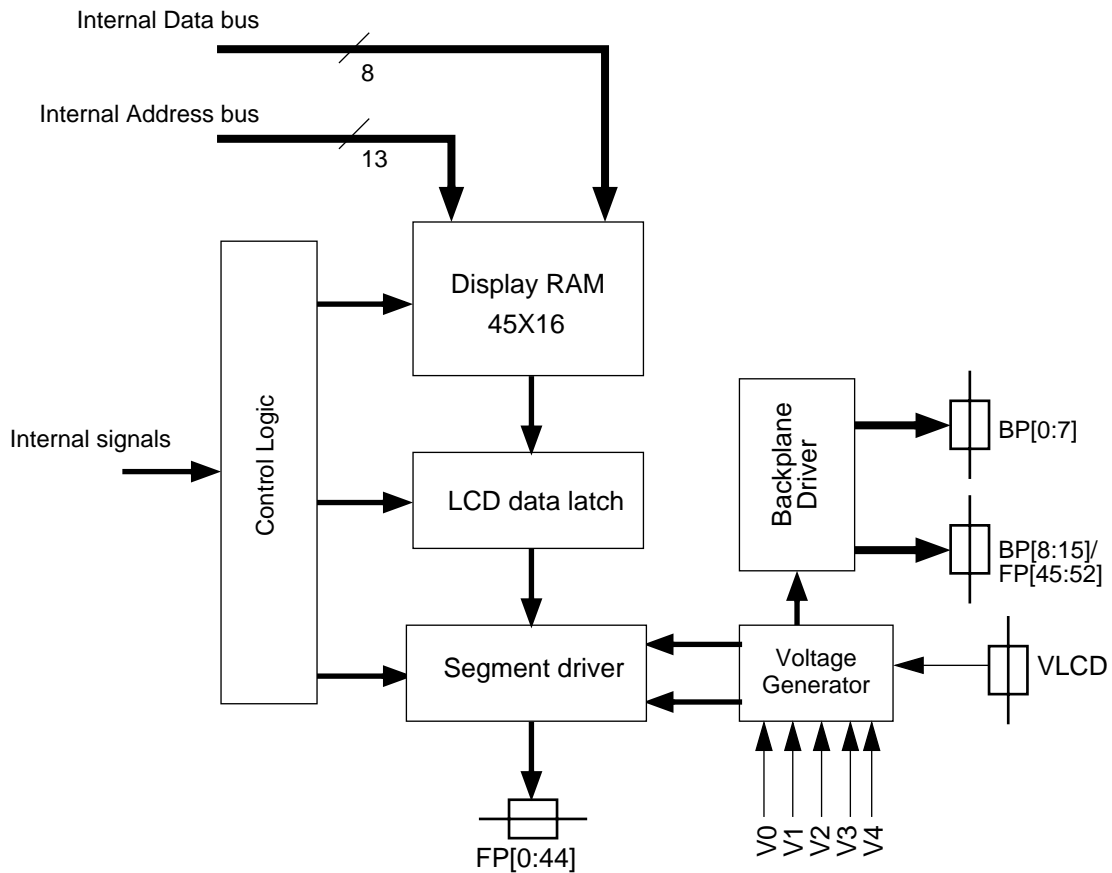 Internal Data bus
8
Internal Address bus
13
Display RAM
45X16
Control Logic
Internal signals
LCD data latch
Backplane
Driver
BP[0:7]
BP[8:15]/
FP[45:52]
Segment driver
Voltage
Generator
VLCD
V0
V1
V2
V3
V4
FP[0:44]